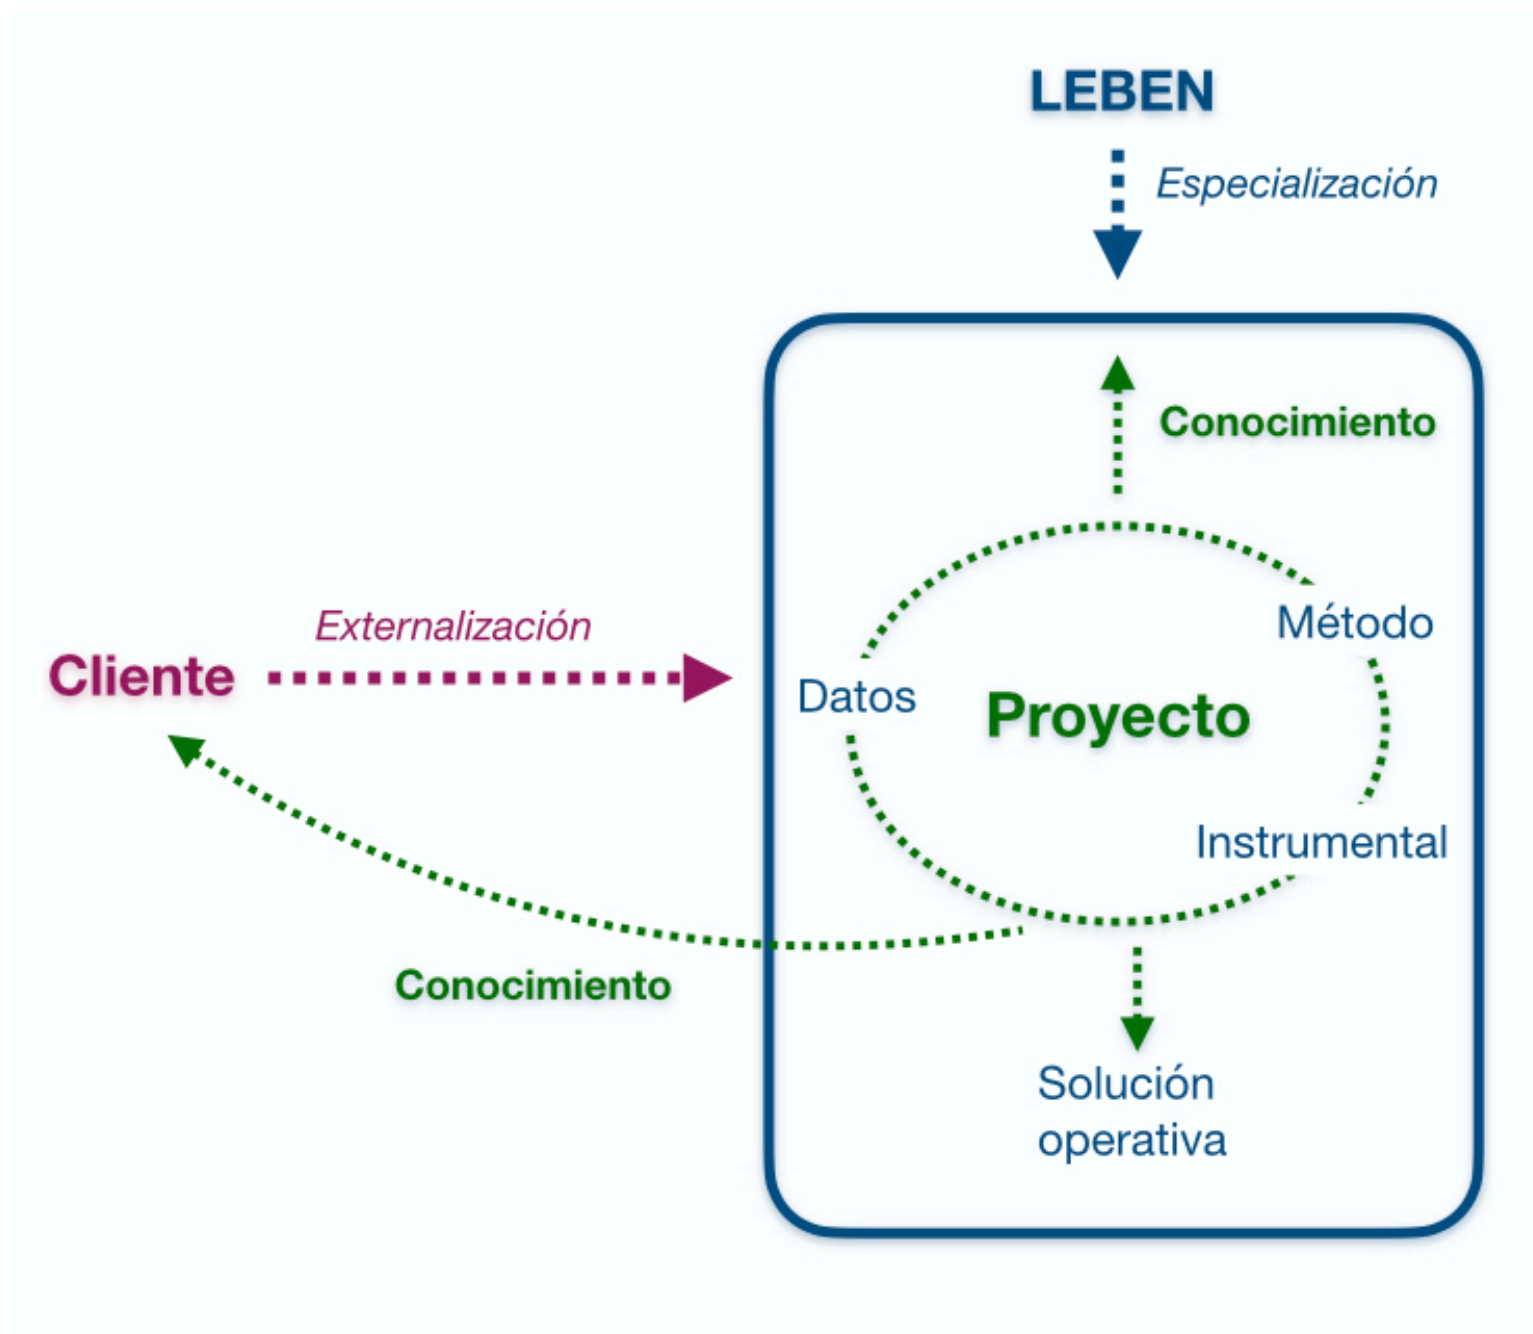 LEBEN
Especialización
Conocimiento
Método
Externalización
Cliente
Datos
Proyecto
Instrumental
Conocimiento
Solución
operativa